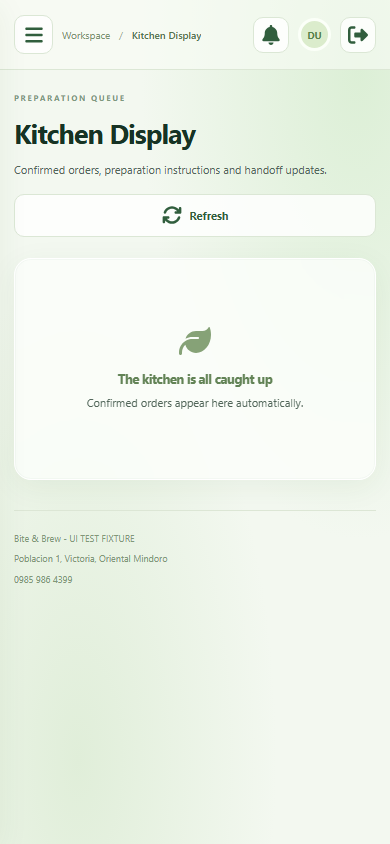 Workspace / Kitchen Display
DU
PREPARATION QUEUE
Kitchen Display
Confirmed orders, preparation instructions and handoff updates.
Refresh
The kitchen is all caught up
Confirmed orders appear here automatically.
Bite & Brew - UI TEST FIXTURE
Poblacion 1, Victoria, Oriental Mindoro
0985 986 4399